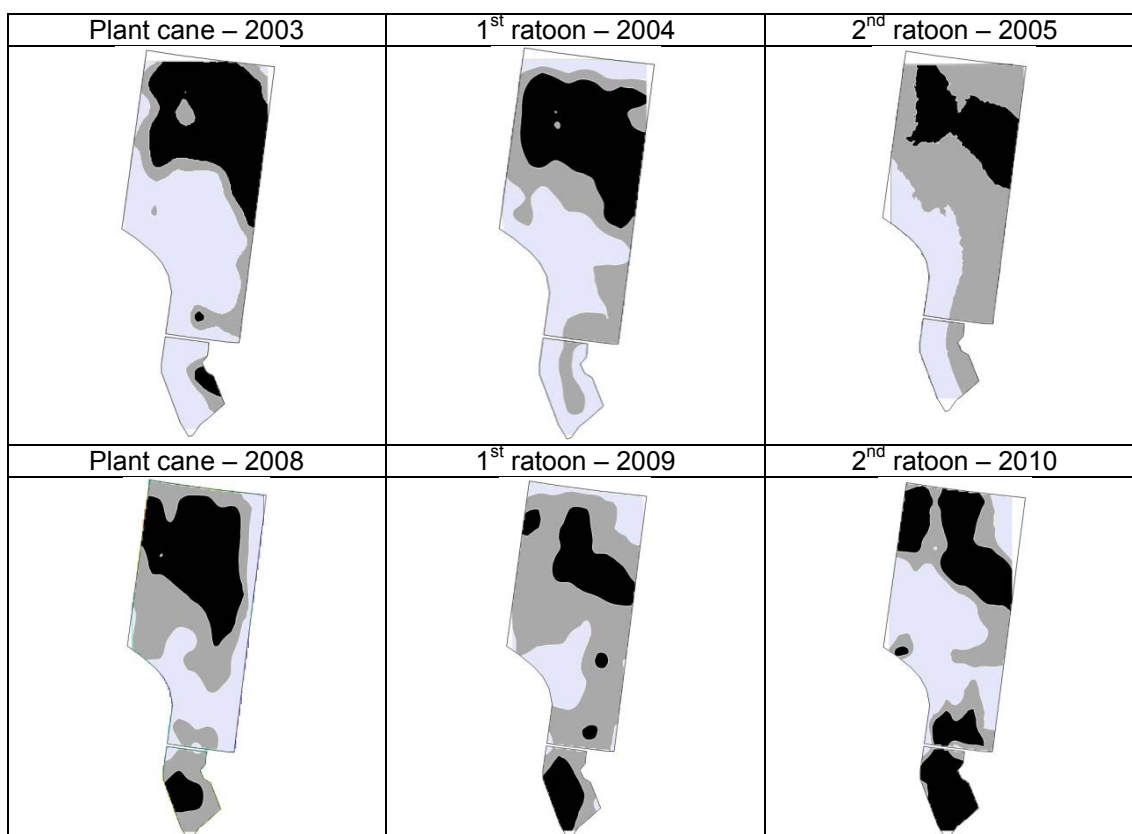 Plant cane – 2003
1st ratoon – 2004
2nd ratoon – 2005
Plant cane – 2008
1st ratoon – 2009
2nd ratoon – 2010